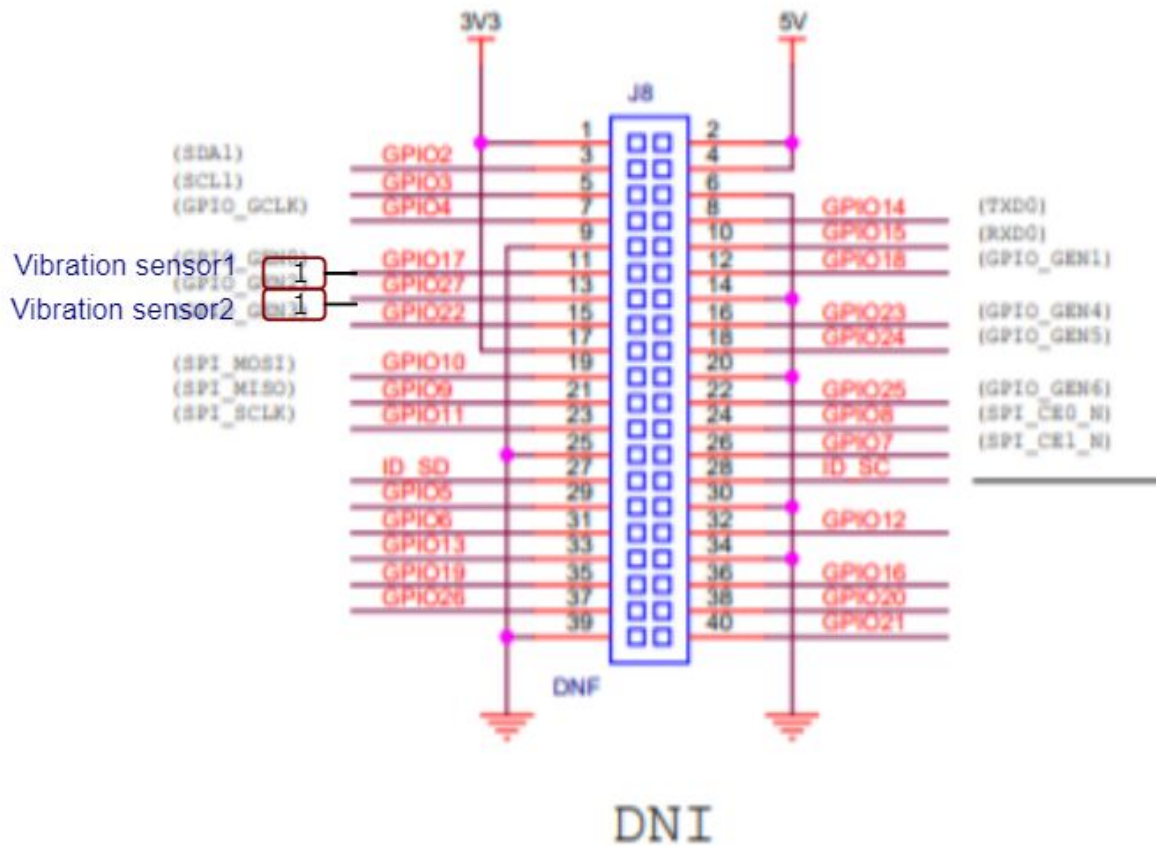 3V3 5V
J8
1 2
(SDA1) GPIO2 3 4
(SCL1) GPIO3 5 6
(GPIO_GCLK) GPIO4 7 8 GPIO14 (TXD0)
9 10 GPIO15 (RXD0)
Vibration sensor1 1 GPIO17 11 12 GPIO18 (GPIO_GEN1)
GPIO27 13 14
Vibration sensor2 1 GPIO22 15 16 GPIO23 (GPIO_GEN4)
17 18 GPIO24 (GPIO_GEN5)
(SPI_MOSI) GPIO10 19 20
(SPI_MISO) GPIO9 21 22 GPIO25 (GPIO_GEN6)
(SPI_SCLK) GPIO11 23 24 GPIO8 (SPI_CE0_N)
25 26 GPIO7 (SPI_CE1_N)
ID_SD 27 28 ID_SC
GPIO5 29 30
GPIO6 31 32 GPIO12
GPIO13 33 34
GPIO19 35 36 GPIO16
GPIO26 37 38 GPIO20
39 40 GPIO21
DNF
DNI